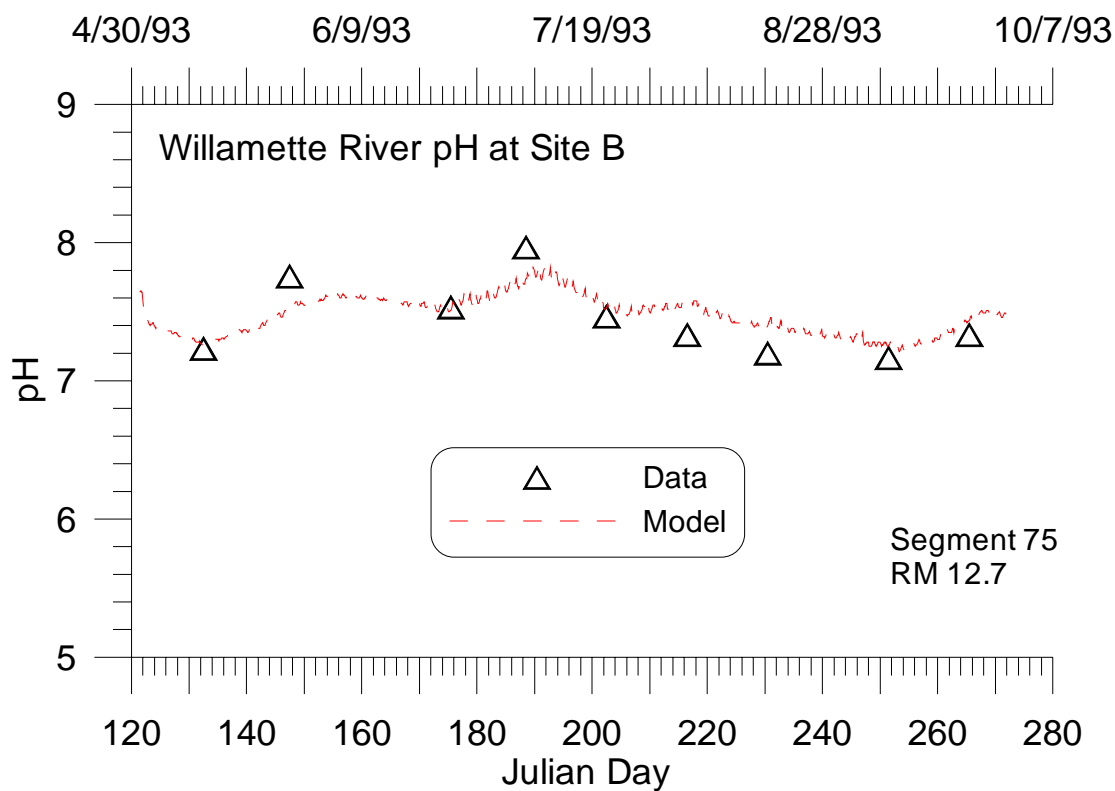 4/30/93 6/9/93 7/19/93 8/28/93 10/7/93
9
Willamette River pH at Site B
8
7
pH
Data
6
Model
Segment 75
RM 12.7
5
120 140 160 180 200 220 240 260 280
Julian Day